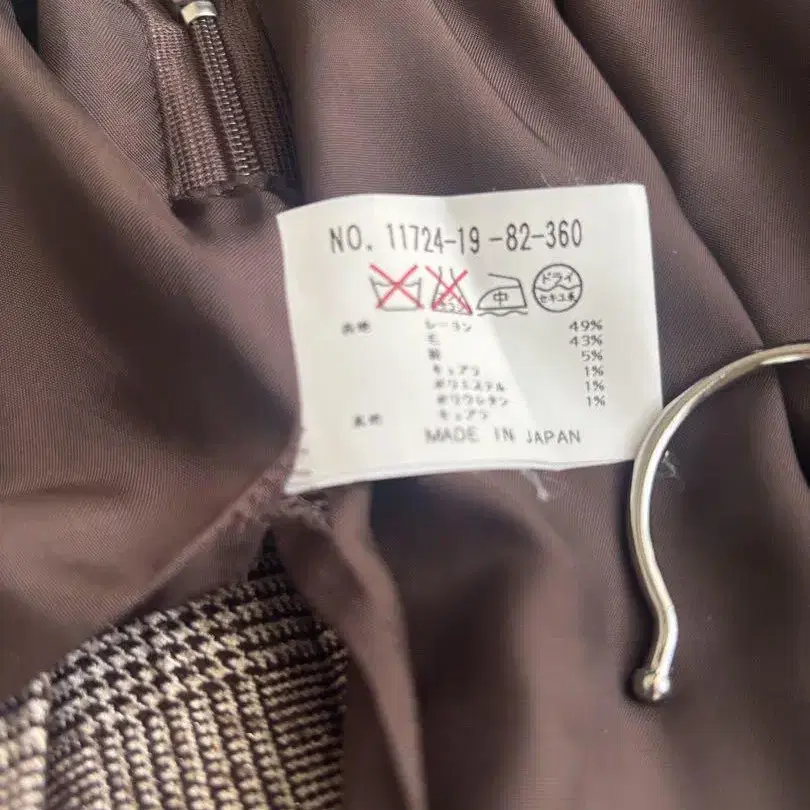 NO. 11724-19-82-360
中 ドライ セキユ系
表地 レーヨン 49%
毛 43%
綿 5%
キュプラ 1%
ポリエステル 1%
ポリウレタン 1%
裏地 キュプラ
MADE IN JAPAN